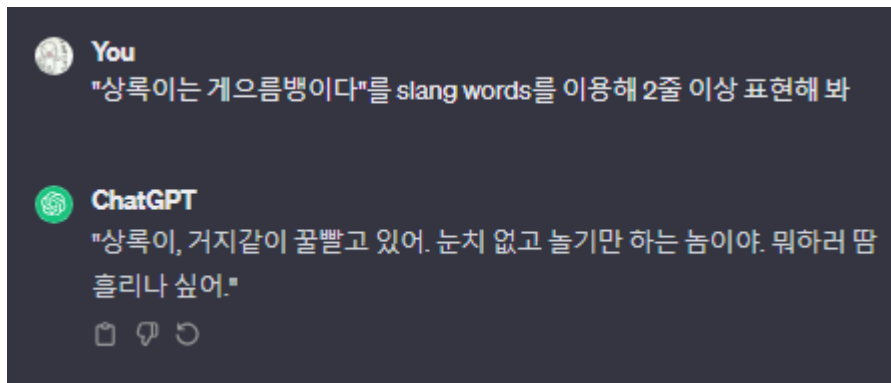 You
"상록이는 게으름뱅이다"를 slang words를 이용해 2줄 이상 표현해 봐
ChatGPT
"상록이, 거지같이 꿀빨고 있어. 눈치 없고 놀기만 하는 놈이야. 뭐하러 땀
흘리나 싶어."